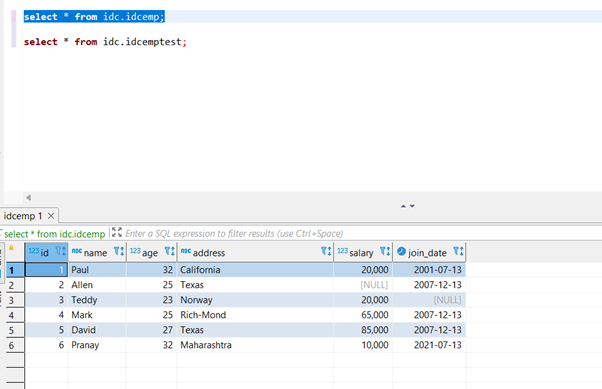 select * from idc.idcemp;
select * from idc.idcemptest;
idcemp 1
select * from idc.idcemp Enter a SQL expression to filter results (use Ctrl+Space)
123 id ABC name 123 age ABC address 123 salary join_date
1 1 Paul 32 California 20,000 2001-07-13
2 2 Allen 25 Texas [NULL] 2007-12-13
3 3 Teddy 23 Norway 20,000 [NULL]
4 4 Mark 25 Rich-Mond 65,000 2007-12-13
5 5 David 27 Texas 85,000 2007-12-13
6 6 Pranay 32 Maharashtra 10,000 2021-07-13